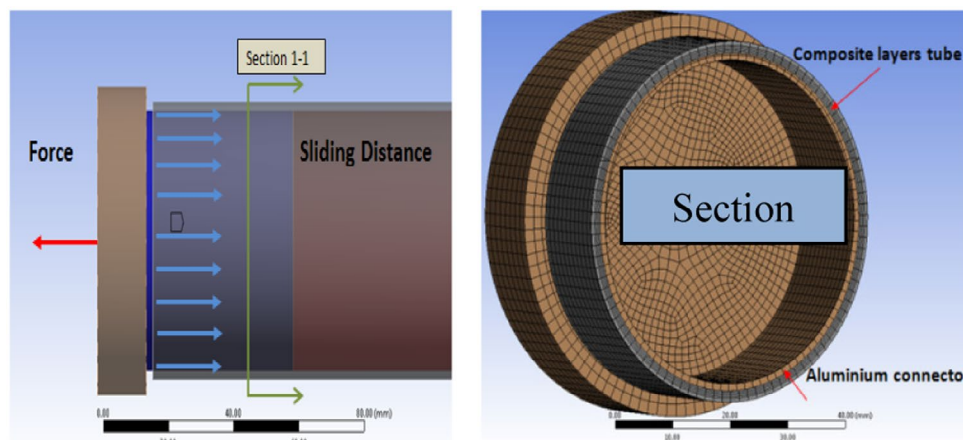 Section 1-1
Force
Sliding Distance
0.00 40.00 80.00 (mm)
Composite layers tube
Section
Aluminium connecto
0.00 20.00 40.00 (mm)
10.00 30.00